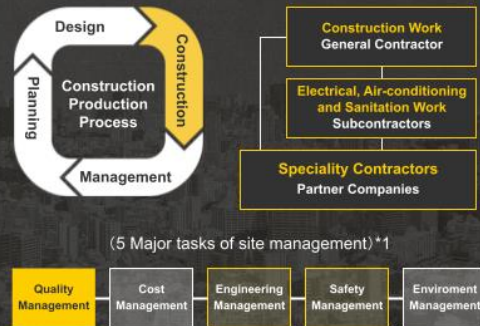 Design
Construction
Management
Planning
Construction
Production
Process
Construction Work
General Contractor
Electrical, Air-conditioning
and Sanitation Work
Subcontractors
Speciality Contractors
Partner Companies
(5 Major tasks of site management)*1
Quality
Management
Cost
Management
Engineering
Management
Safety
Management
Enviroment
Management